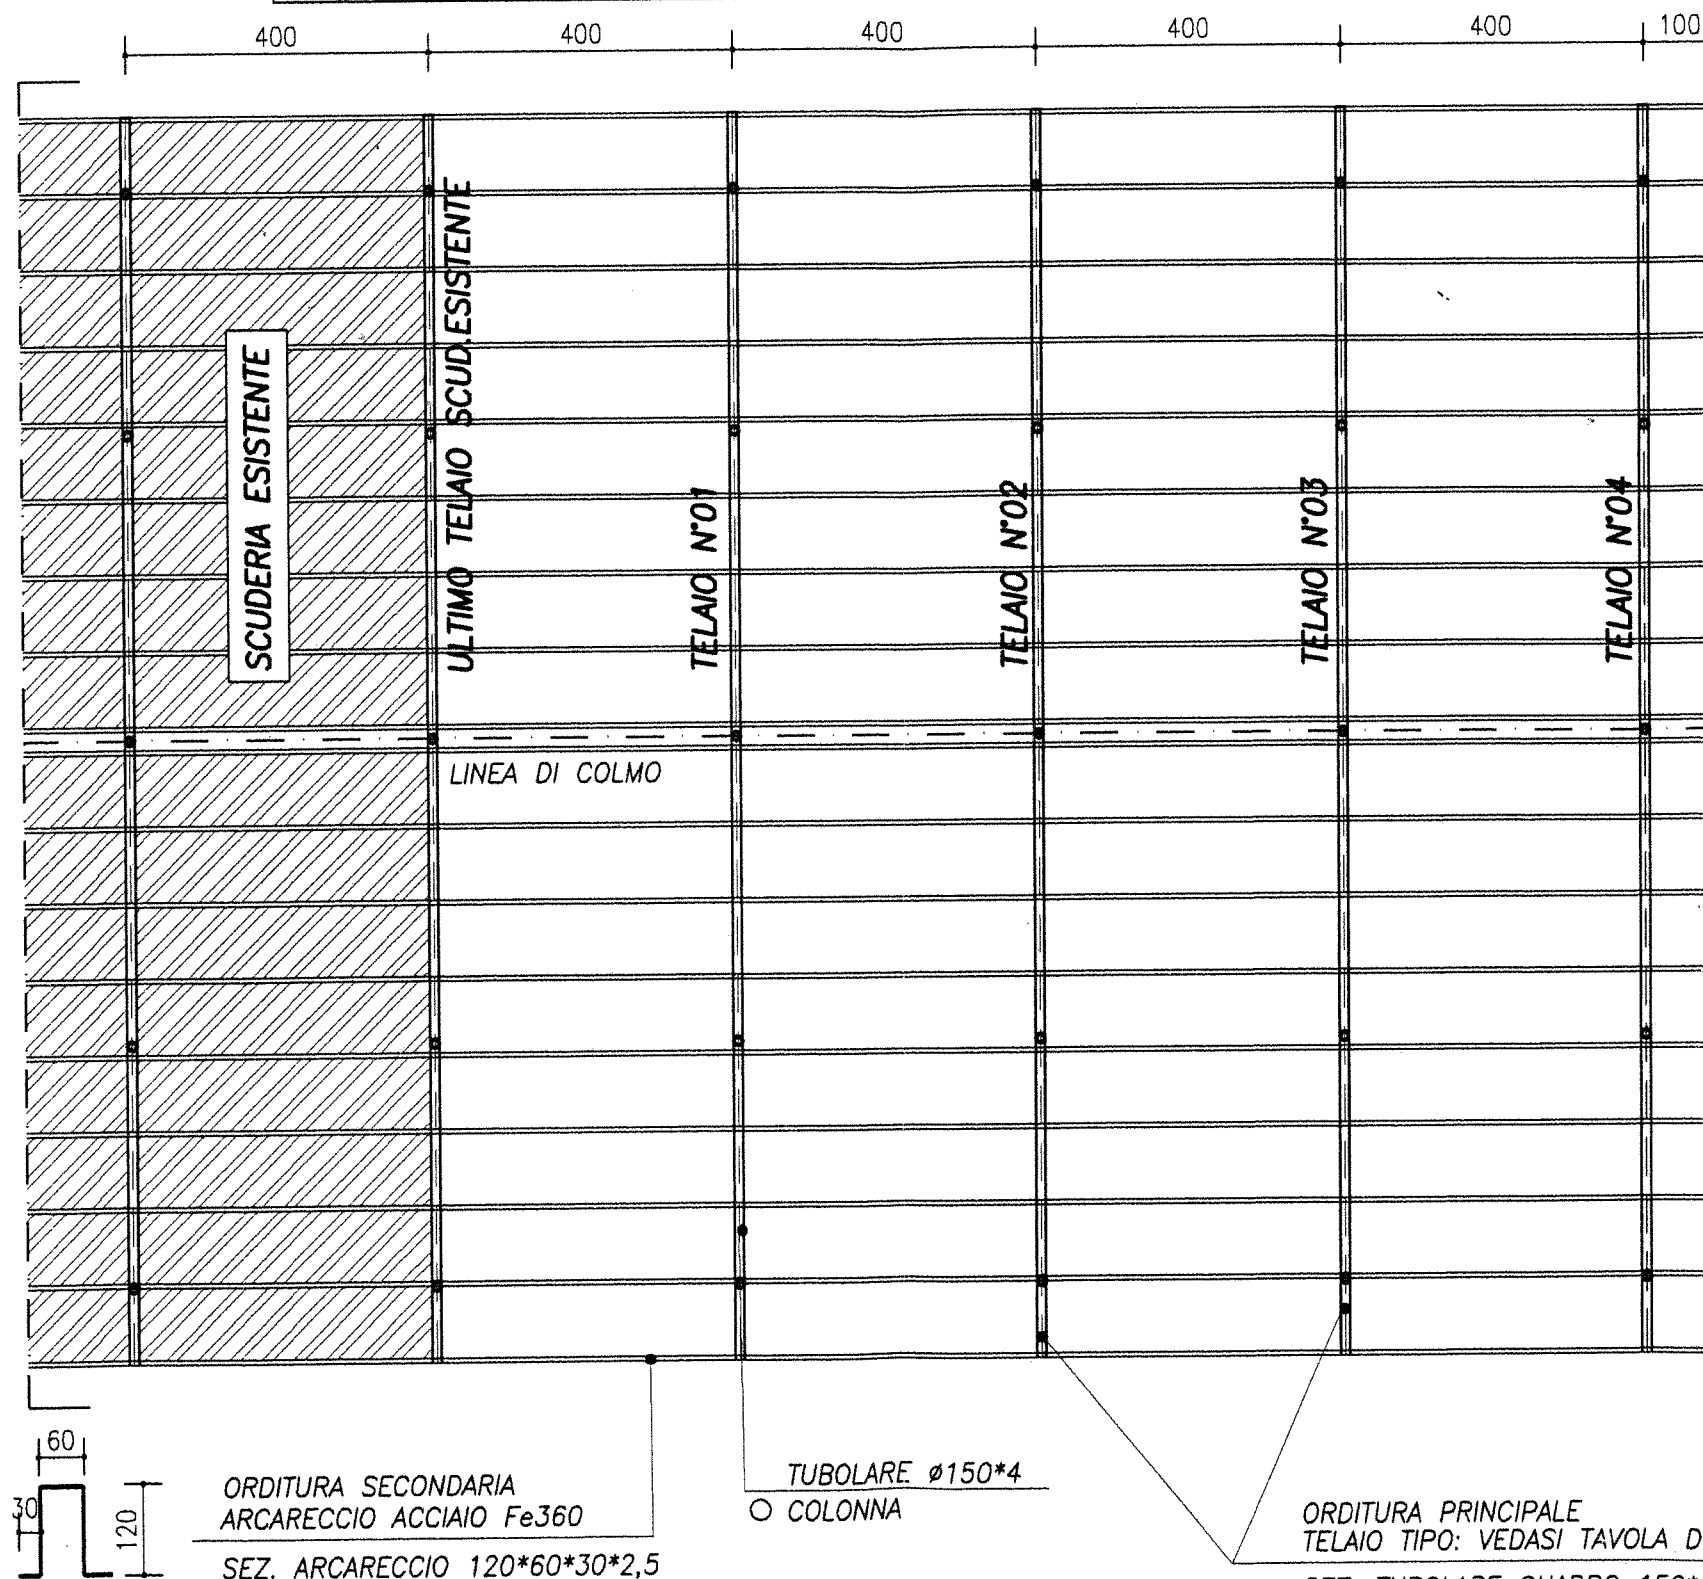 400 400 400 400 400 100
SCUDERIA ESISTENTE
ULTIMO TELAIO SCUD.ESISTENTE
TELAIO N°01
TELAIO N°02
TELAIO N°03
TELAIO N°04
LINEA DI COLMO
60
30
120
ORDITURA SECONDARIA
ARCARECCIO ACCIAIO Fe360
SEZ. ARCARECCIO 120*60*30*2,5
TUBOLARE ø150*4
COLONNA
ORDITURA PRINCIPALE
TELAIO TIPO: VEDASI TAVOLA D